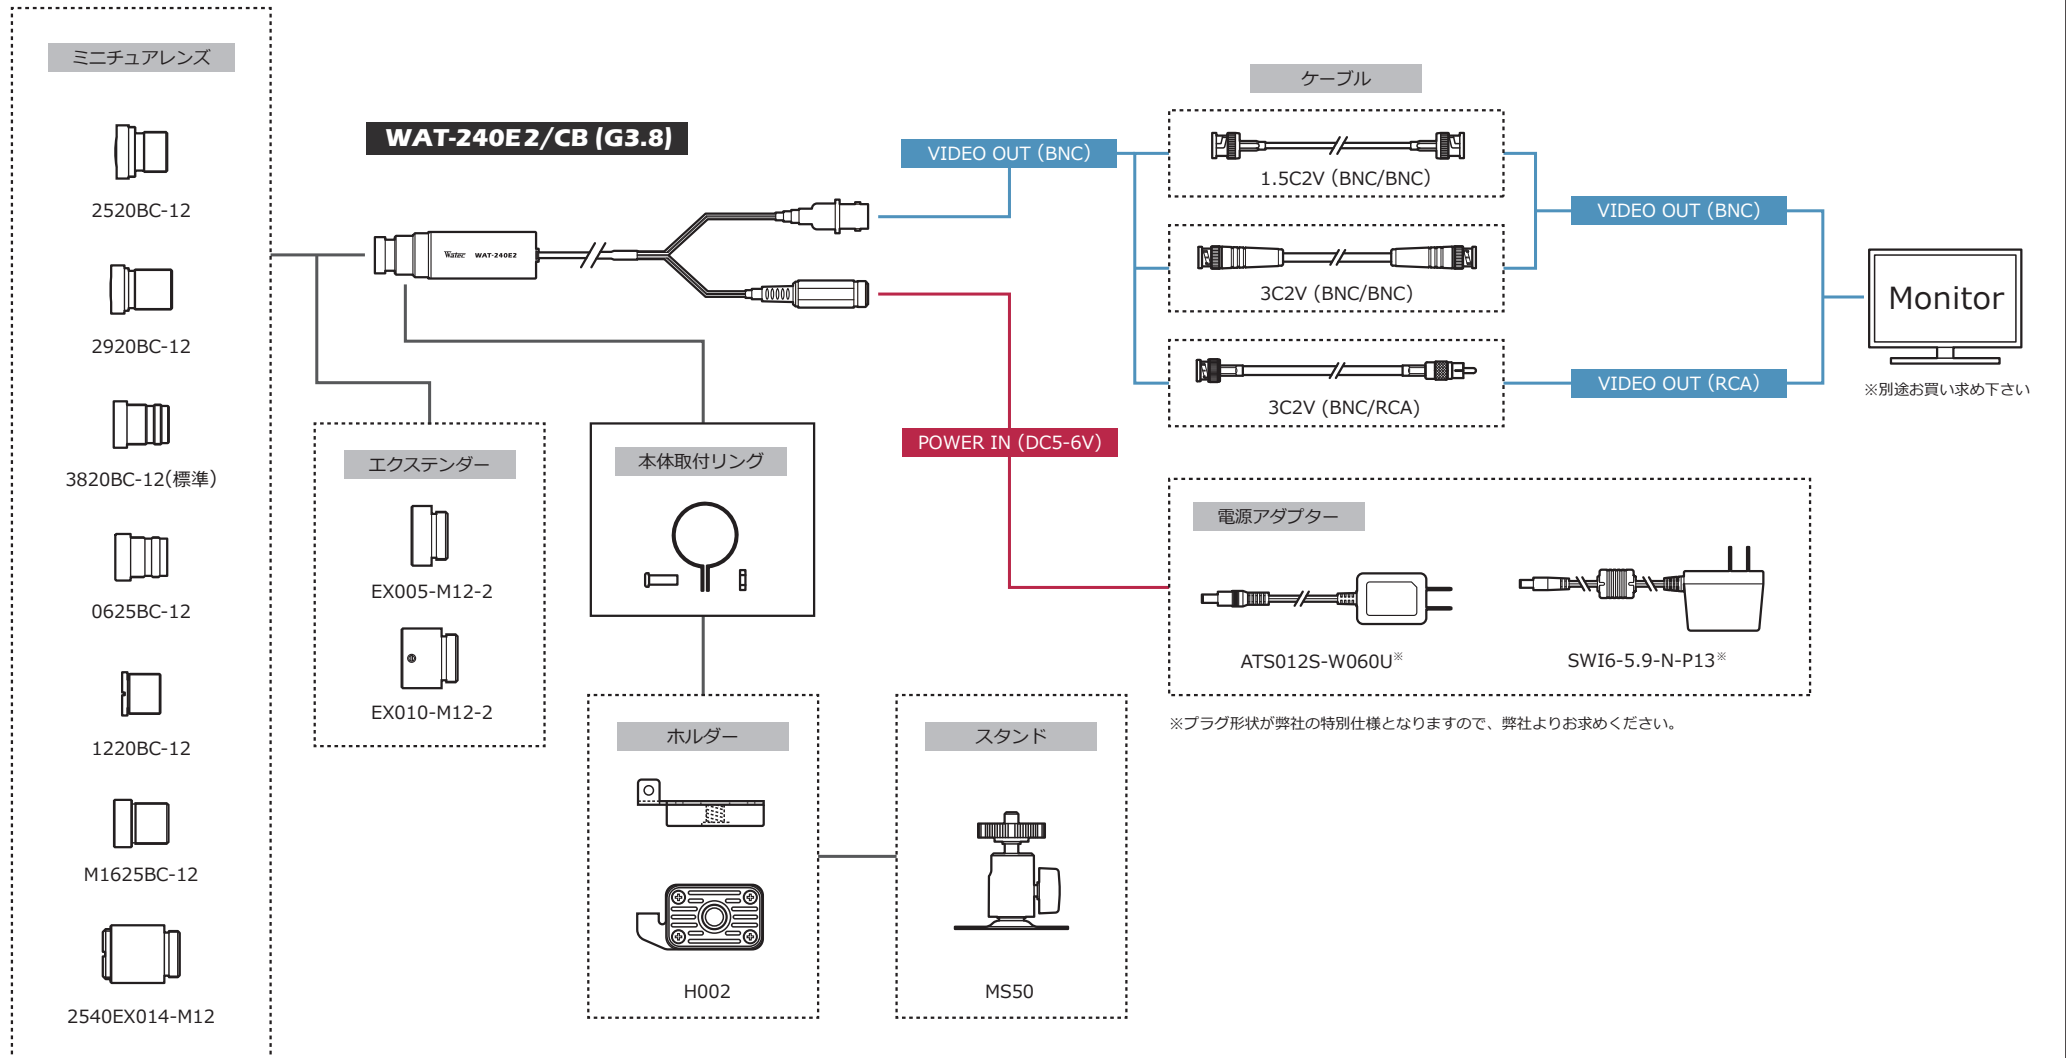 ミニチュアレンズ
2520BC-12
2920BC-12
3820BC-12(標準)
0625BC-12
1220BC-12
M1625BC-12
2540EX014-M12
WAT-240E2/CB (G3.8)
Watec WAT-240E2
エクステンダー
EX005-M12-2
EX010-M12-2
本体取付リング
ホルダー
H002
スタンド
MS50
VIDEO OUT (BNC)
POWER IN (DC5-6V)
ケーブル
1.5C2V (BNC/BNC)
3C2V (BNC/BNC)
3C2V (BNC/RCA)
VIDEO OUT (BNC)
VIDEO OUT (RCA)
Monitor
※別途お買い求め下さい
電源アダプター
ATS012S-W060U※
SWI6-5.9-N-P13※
※プラグ形状が弊社の特別仕様となりますので、弊社よりお求めください。